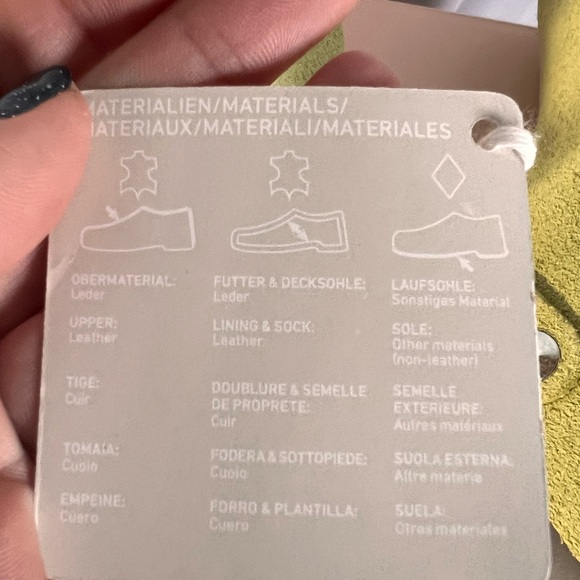 MATERIALIEN/MATERIALS/
MATERIAUX/MATERIALI/MATERIALES
OBERMATERIAL:
Leder
UPPER:
Leather
TIGE:
Cuir
TOMAIA:
Cuoio
EMPEINE:
Cuero
FUTTER & DECKSOHLE:
Leder
LINING & SOCK:
Leather
DOUBLURE & SEMELLE
DE PROPRETE:
Cuir
FODERA & SOTTOPIEDE:
Cuoio
FORRO & PLANTILLA:
Cuero
LAUFSOHLE:
Sonstiges Material
SOLE:
Other materials
(non-leather)
SEMELLE
EXTERIEURE:
Autres matériaux
SUOLA ESTERNA:
Altre materie
SUELA:
Otros materiales